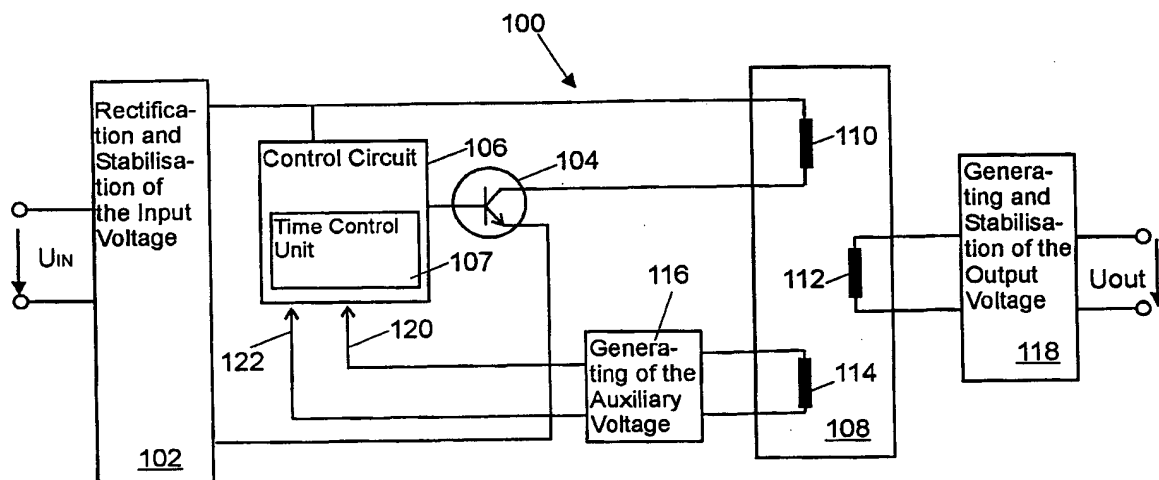 100
Rectifica-
tion and
Stabilisa-
tion of
the Input
Voltage
UIN
102
Control Circuit
106
104
Time Control
Unit
107
110
112
108
114
116
Generating and
Stabilisa-
tion of the
Output
Voltage
118
Uout
120
122
Genera-
ting of the
Auxiliary
Voltage